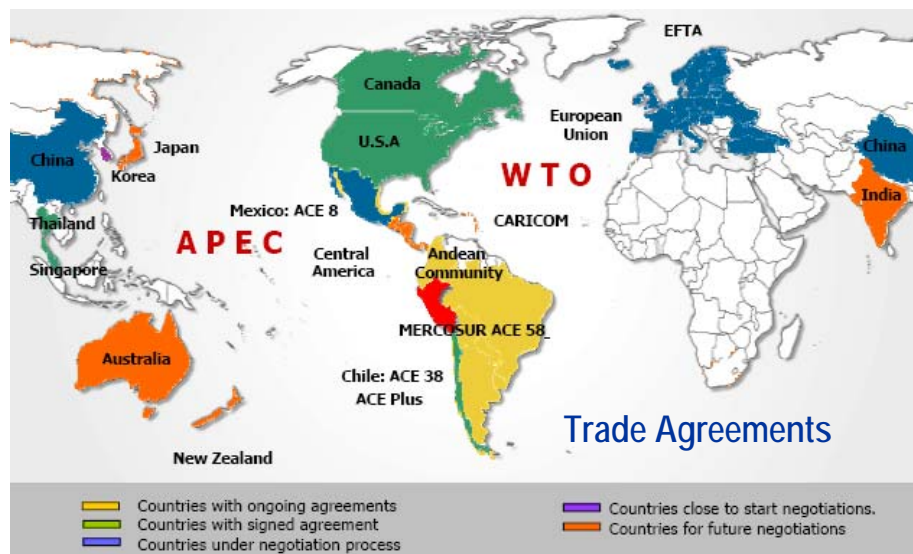 EFTA
Canada
European
Union
U.S.A
China
Japan
Korea
W T O
China
India
Mexico: ACE 8
CARICOM
Thailand
A P E C
Central
America
Andean
Community
Singapore
MERCOSUR ACE 58_
Australia
Chile: ACE 38
ACE Plus
Trade Agreements
New Zealand
Countries with ongoing agreements
Countries with signed agreement
Countries under negotiation process
Countries close to start negotiations.
Countries for future negotiations